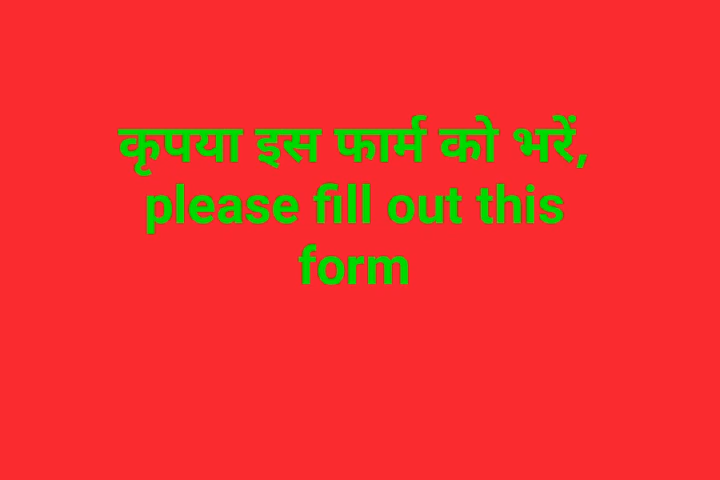 कृपया इस फार्म को भरें,
please fill out this
form